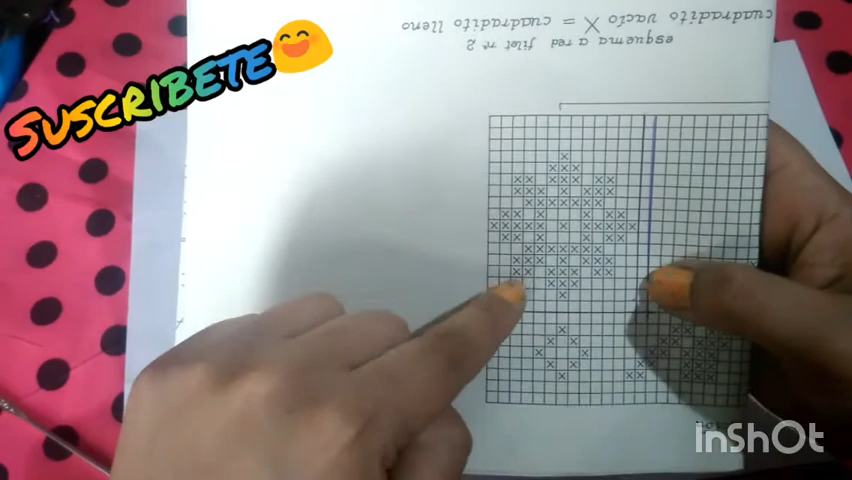 SUSCRIBETE
cuadradito vacío X = cuadradito lleno
esquema a red filet nº 2
InShOt